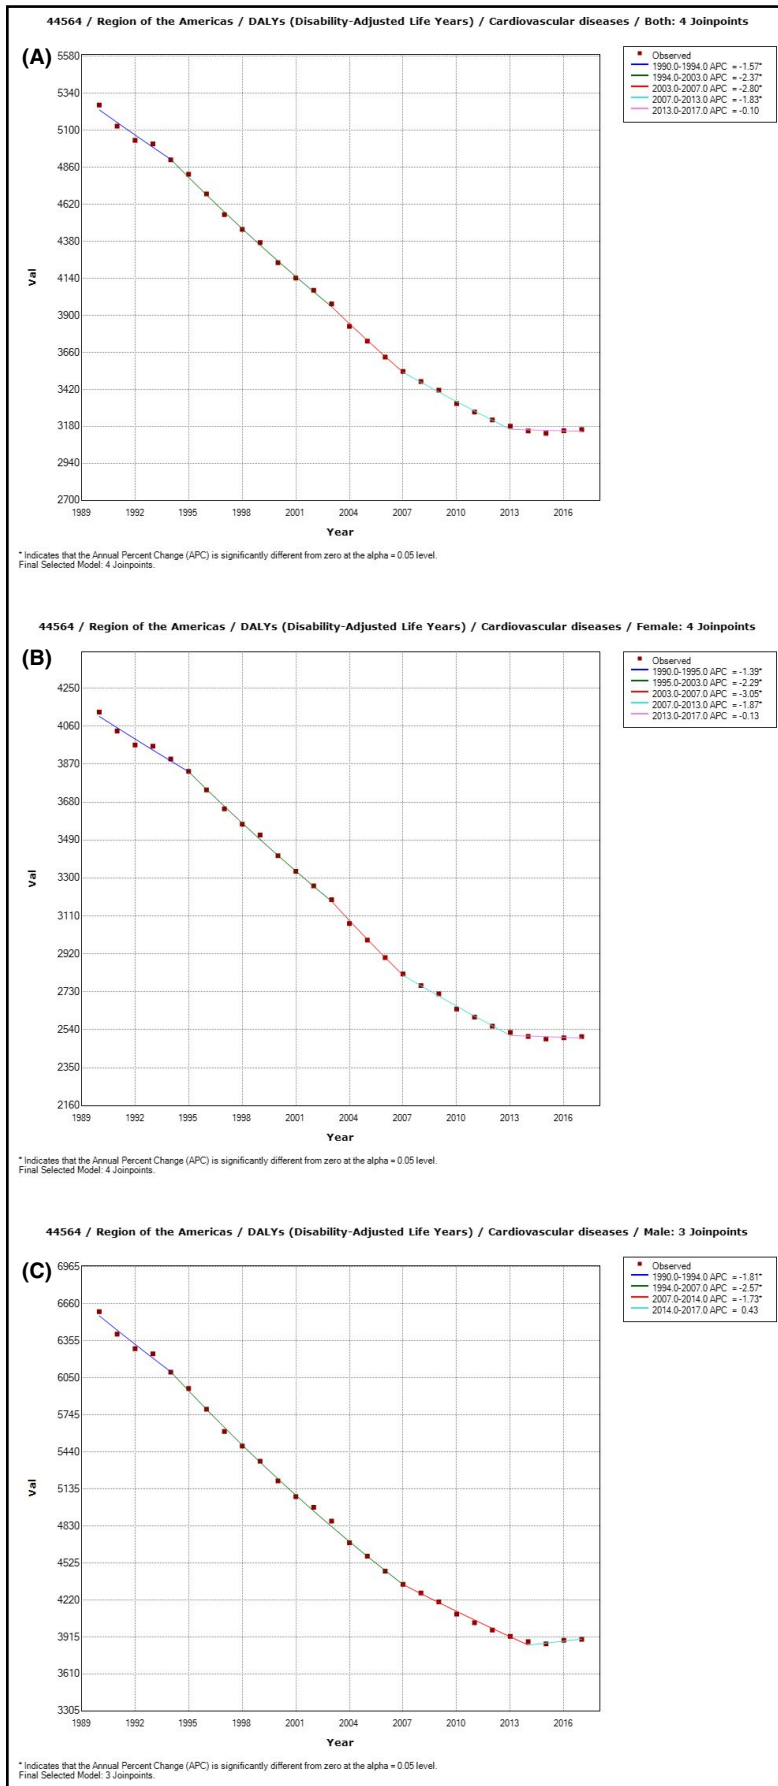 44564 / Region of the Americas / DALYs (Disability-Adjusted Life Years) / Cardiovascular diseases / Both: 4 Joinpoints
(A)
5580
5340
5100
4860
4620
4380
4140
3900
3660
3420
3180
2940
2700
Val
1989 1992 1995 1998 2001 2004 2007 2010 2013 2016
Year
Observed
1990.0-1994.0 APC = -1.57*
1994.0-2003.0 APC = -2.37*
2003.0-2007.0 APC = -2.80*
2007.0-2013.0 APC = -1.83*
2013.0-2017.0 APC = -0.10
* Indicates that the Annual Percent Change (APC) is significantly different from zero at the alpha = 0.05 level.
Final Selected Model: 4 Joinpoints.
44564 / Region of the Americas / DALYs (Disability-Adjusted Life Years) / Cardiovascular diseases / Female: 4 Joinpoints
(B)
4250
4060
3870
3680
3490
3300
3110
2920
2730
2540
2350
2160
Val
1989 1992 1995 1998 2001 2004 2007 2010 2013 2016
Year
Observed
1990.0-1995.0 APC = -1.39*
1995.0-2003.0 APC = -2.29*
2003.0-2007.0 APC = -3.05*
2007.0-2013.0 APC = -1.87*
2013.0-2017.0 APC = -0.13
* Indicates that the Annual Percent Change (APC) is significantly different from zero at the alpha = 0.05 level.
Final Selected Model: 4 Joinpoints.
44564 / Region of the Americas / DALYs (Disability-Adjusted Life Years) / Cardiovascular diseases / Male: 3 Joinpoints
(C)
6965
6660
6355
6050
5745
5440
5135
4830
4525
4220
3915
3610
3305
Val
1989 1992 1995 1998 2001 2004 2007 2010 2013 2016
Year
Observed
1990.0-1994.0 APC = -1.81*
1994.0-2007.0 APC = -2.57*
2007.0-2014.0 APC = -1.73*
2014.0-2017.0 APC = 0.43
* Indicates that the Annual Percent Change (APC) is significantly different from zero at the alpha = 0.05 level.
Final Selected Model: 3 Joinpoints.